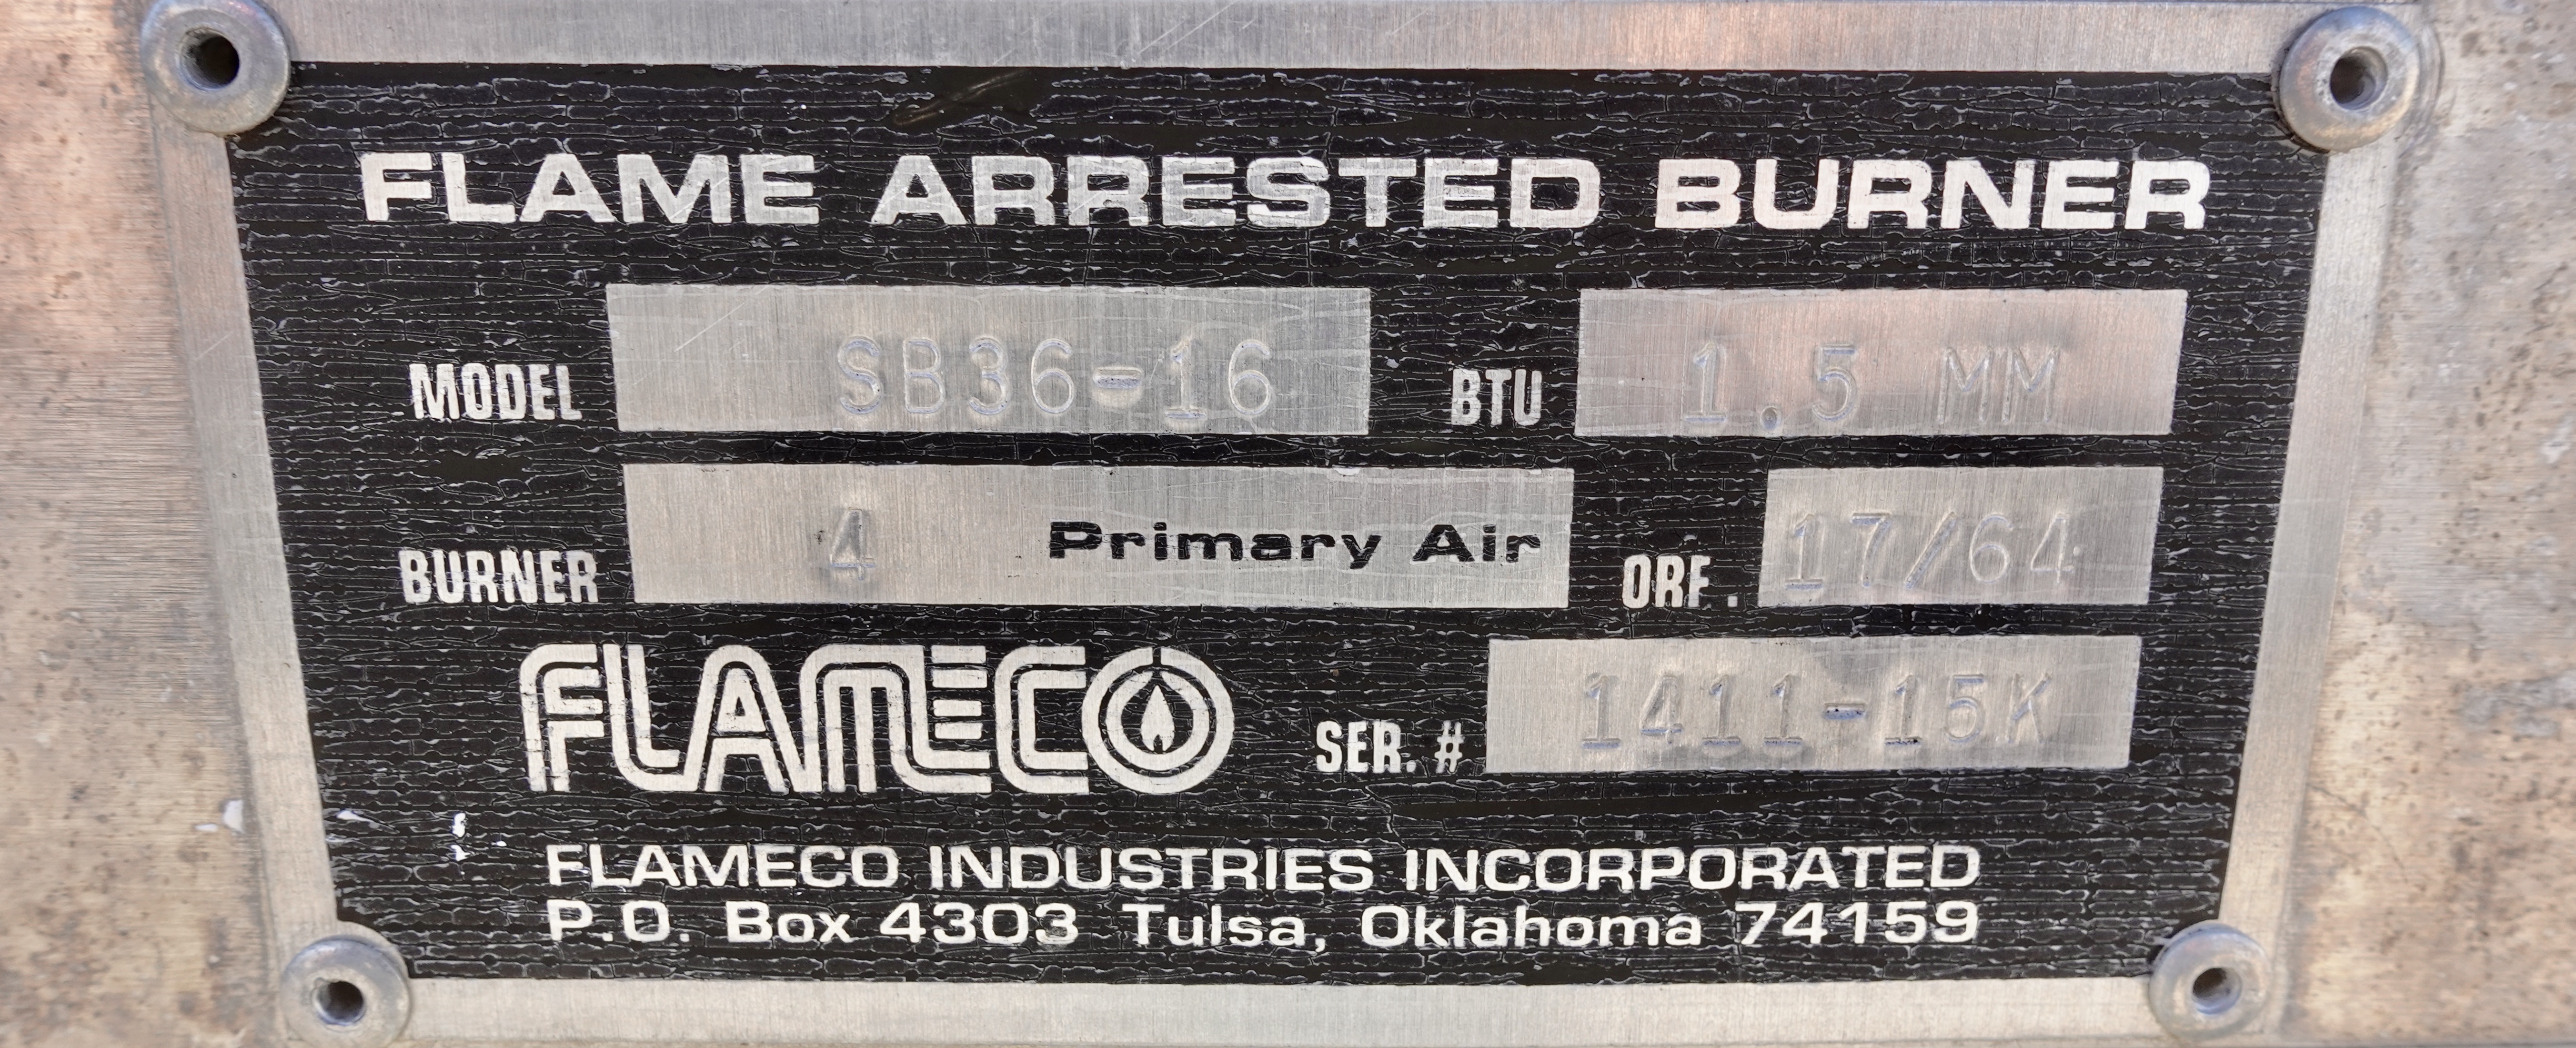 FLAME ARRESTED BURNER
MODEL SB36-16 BTU 1.5 MM
BURNER 4 Primary Air ORF. 17/64
FLAMECO SER. # 1411-15K
FLAMECO INDUSTRIES INCORPORATED
P.O. Box 4303 Tulsa, Oklahoma 74159